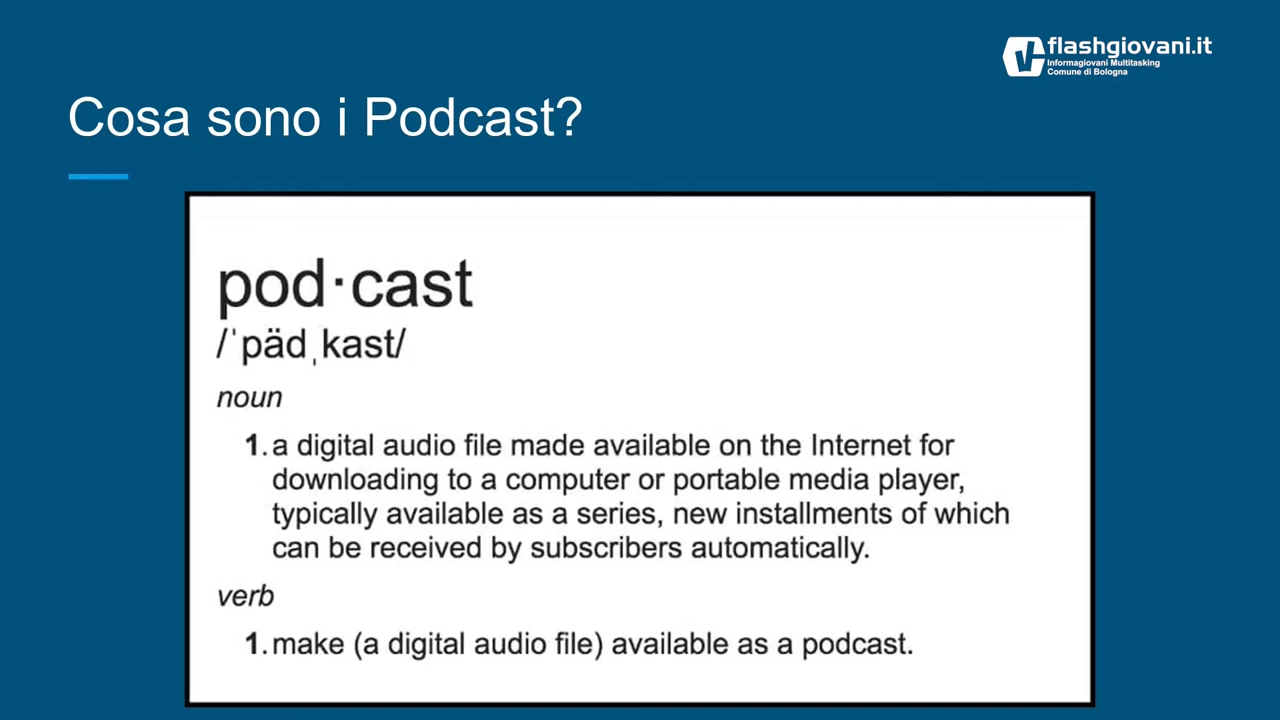 flashgiovani.it
Informagiovani Multitasking
Comune di Bologna
Cosa sono i Podcast?
pod·cast
/ˈpädˌkast/
noun
1. a digital audio file made available on the Internet for
downloading to a computer or portable media player,
typically available as a series, new installments of which
can be received by subscribers automatically.
verb
1. make (a digital audio file) available as a podcast.